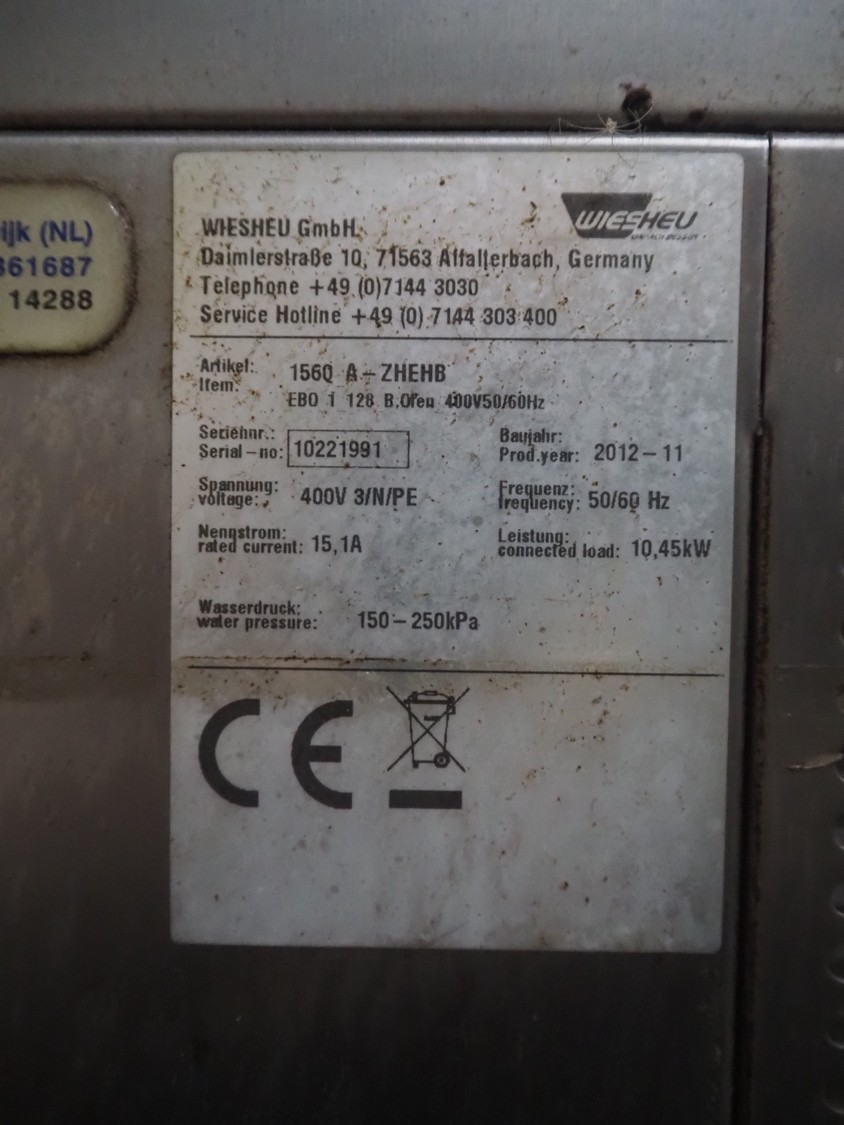 WIESHEU
WIESHEU GmbH.
Daimlerstraße 10, 71563 Affallerbach, Germany
Telephone +49 (0)7144 3030
Service Hotline +49 (0) 7144 303 400
Artikel:
Item:
1560 A-ZHEHB
EBO 1 128 B.Ofen 400V50/60Hz
Seriennr.:
Serial-no: 10221991
Baujahr:
Prod.year: 2012-11
Spannung:
voltage: 400V 3/N/PE
Frequenz:
frequency: 50/60 Hz
Nennstrom:
rated current: 15,1A
Leistung:
connected load: 10,45kW
Wasserdruck:
water pressure: 150-250kPa
CE
ijk (NL)
361687
14288